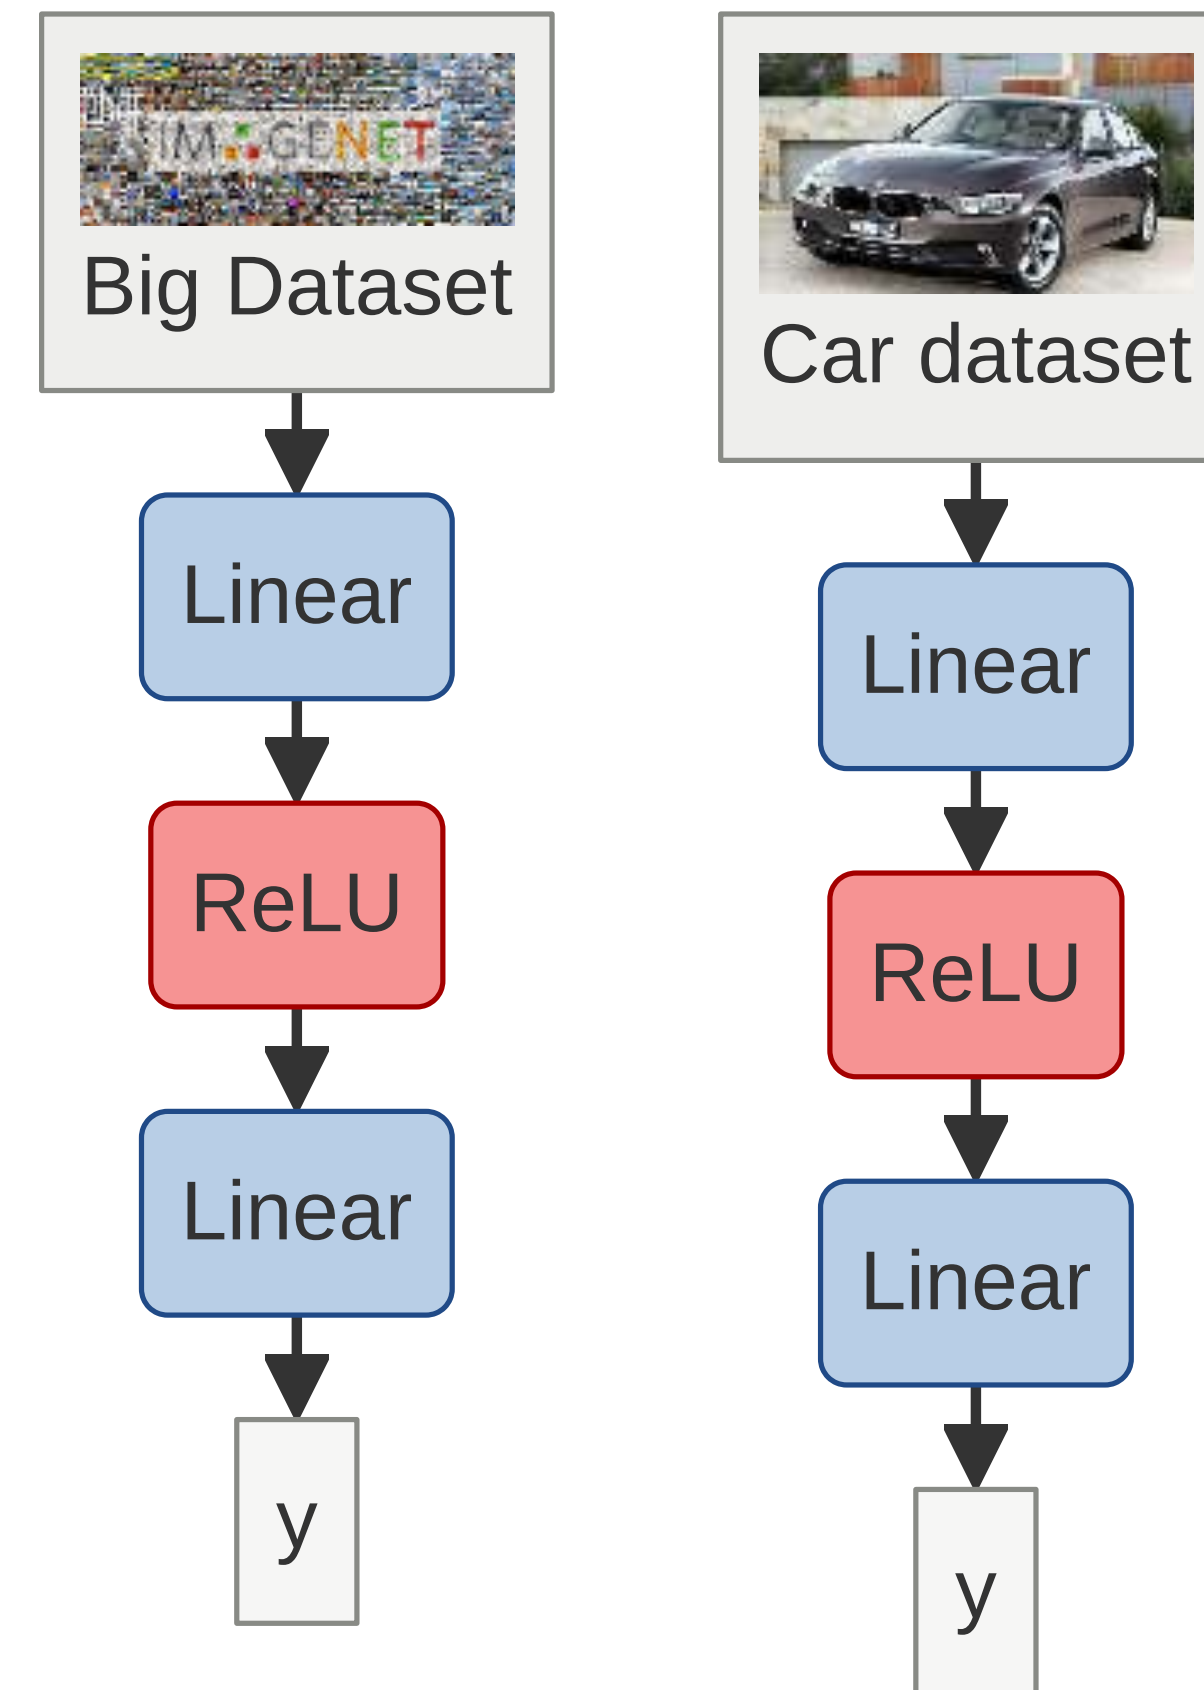 IMAGENET
Big Dataset
Linear
ReLU
Linear
y
Car dataset
Linear
ReLU
Linear
y